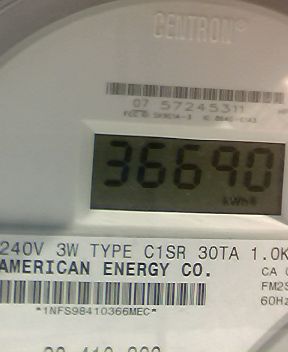 CENTRON®
07 57245311
36690
kWh
240V 3W TYPE C1SR 30TA 1.0K
AMERICAN ENERGY CO.
CA
FM2S
60Hz
*1NFS98410366MEC*